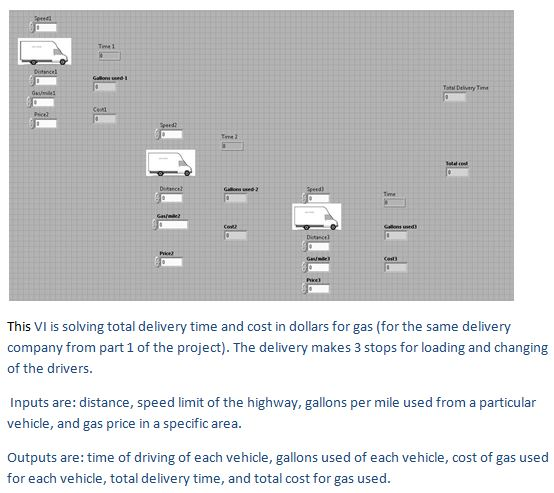 Speed1
0
Time 1
0
Distance1
0
Gallons used-1
0
Gas/mile1
0
Price2
0
Cost1
0
Total Delivery Time
0
Speed2
0
Time 2
0
Total cost
0
Distance2
0
Gallons used-2
0
Speed3
0
Time
0
Gas/mile2
0
Cost2
0
Gallons used3
0
Distance3
0
Price2
0
Gas/mile3
0
Cost3
0
Price3
0
This VI is solving total delivery time and cost in dollars for gas (for the same delivery
company from part 1 of the project). The delivery makes 3 stops for loading and changing
of the drivers.
Inputs are: distance, speed limit of the highway, gallons per mile used from a particular
vehicle, and gas price in a specific area.
Outputs are: time of driving of each vehicle, gallons used of each vehicle, cost of gas used
for each vehicle, total delivery time, and total cost for gas used.